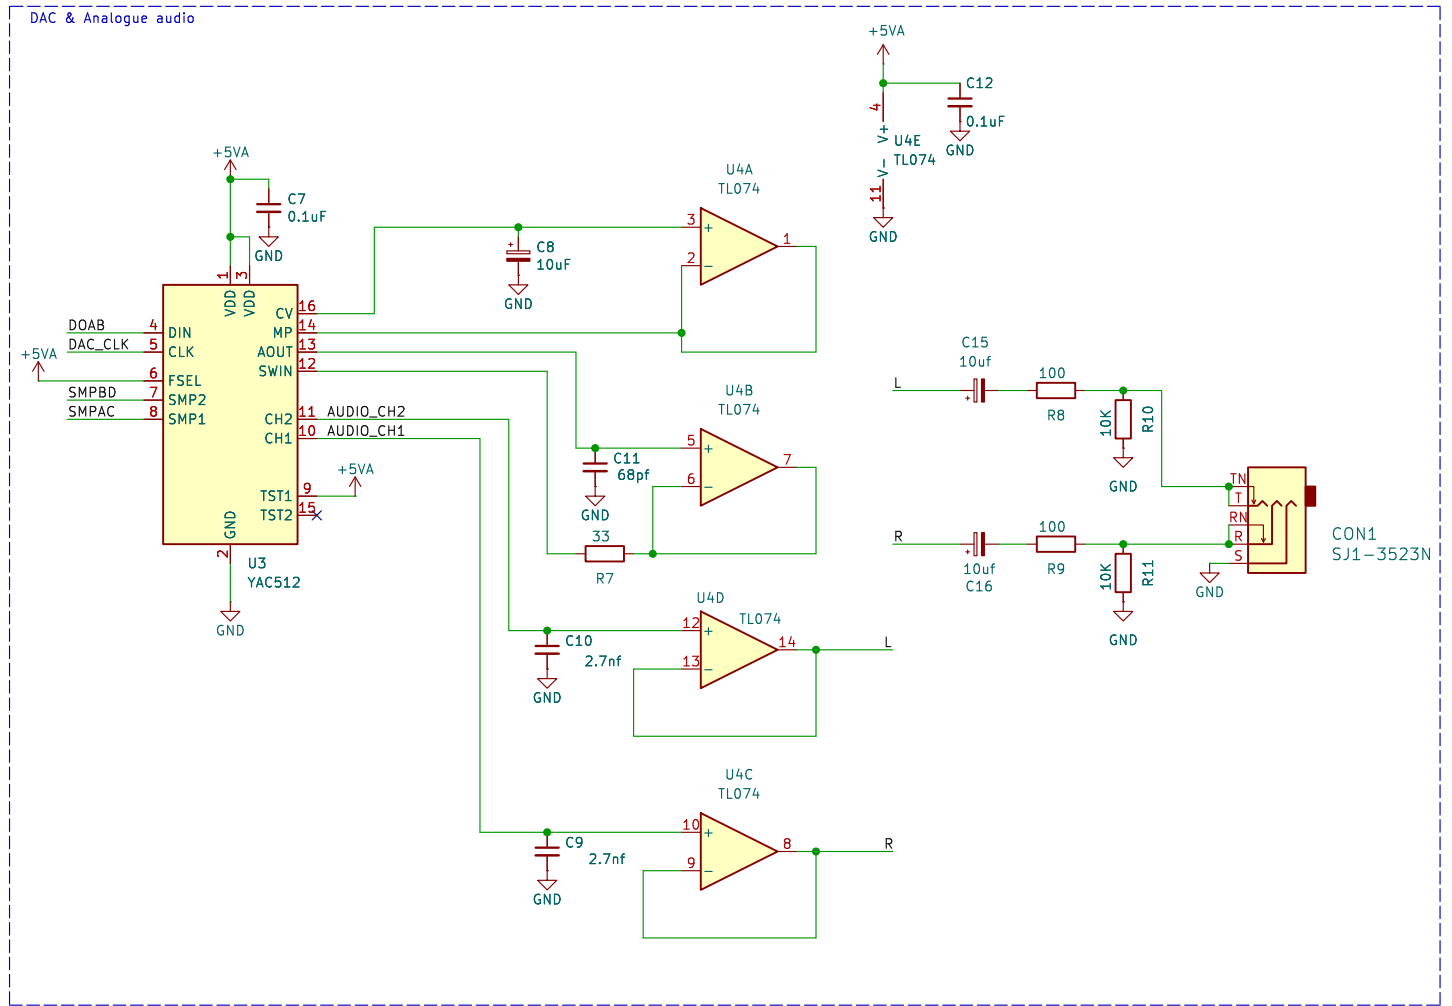 DAC & Analogue audio
+5VA
C12
0.1uF
GND
4
V+
U4E
TL074
V-
11
GND
+5VA
C7
0.1uF
GND
U4A
TL074
3
+
2
-
1
C8
10uF
GND
1
3
VDD
VDD
CV
16
MP
14
AOUT
13
SWIN
12
CH2
11
AUDIO_CH2
CH1
10
AUDIO_CH1
TST1
9
+5VA
TST2
15
DOAB
4
DIN
DAC_CLK
5
CLK
+5VA
6
FSEL
SMPBD
7
SMP2
SMPAC
8
SMP1
GND
2
U3
YAC512
GND
U4B
TL074
5
+
6
-
7
C11
68pf
GND
33
R7
C15
10uf
L
+
100
R8
10K
R10
GND
R
+
10uf
C16
100
R9
10K
R11
GND
TN
T
RN
R
S
GND
CON1
SJ1-3523N
U4D
TL074
12
+
13
-
14
L
C10
2.7nf
GND
U4C
TL074
10
+
9
-
8
R
C9
2.7nf
GND